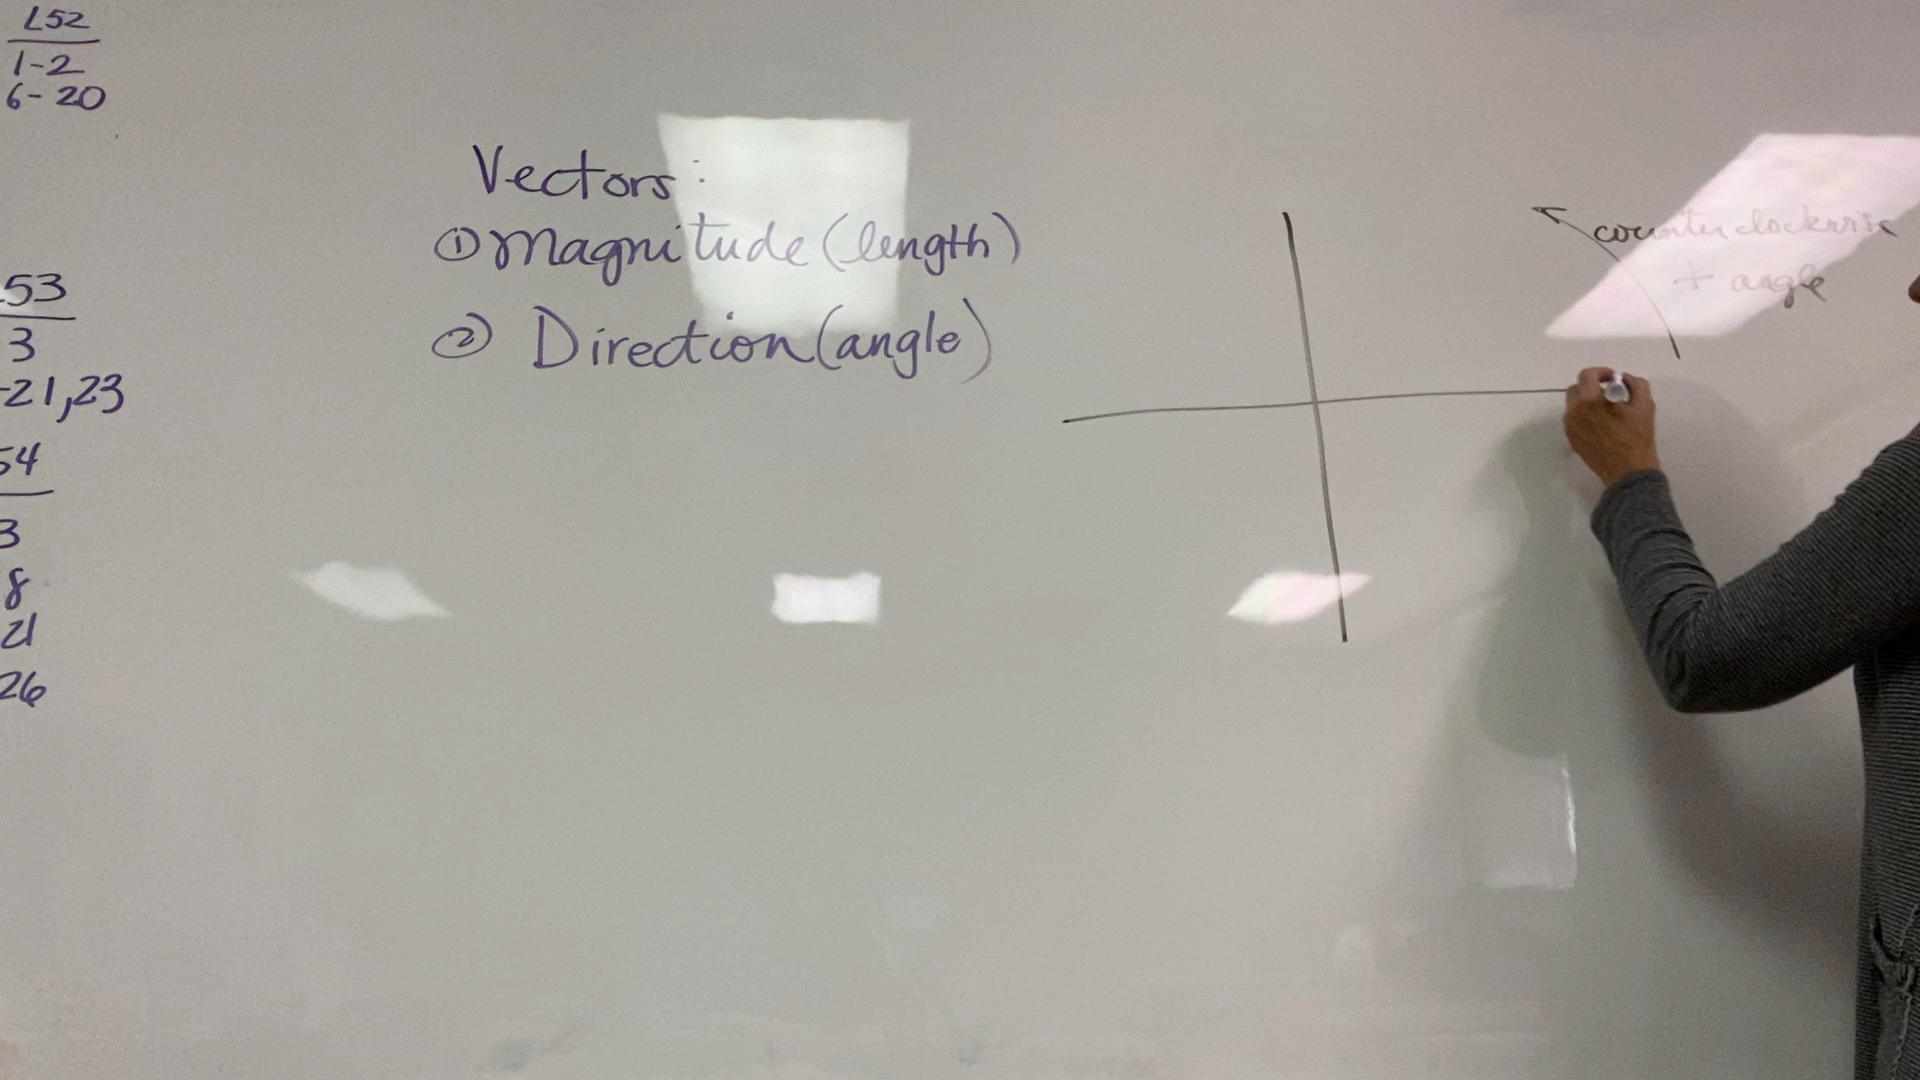 L52
1-2
6-20
53
3
-21,23
54
3
8
21
26
Vectors:
① Magnitude (length)
② Direction (angle)
counterclockwise
+ angle